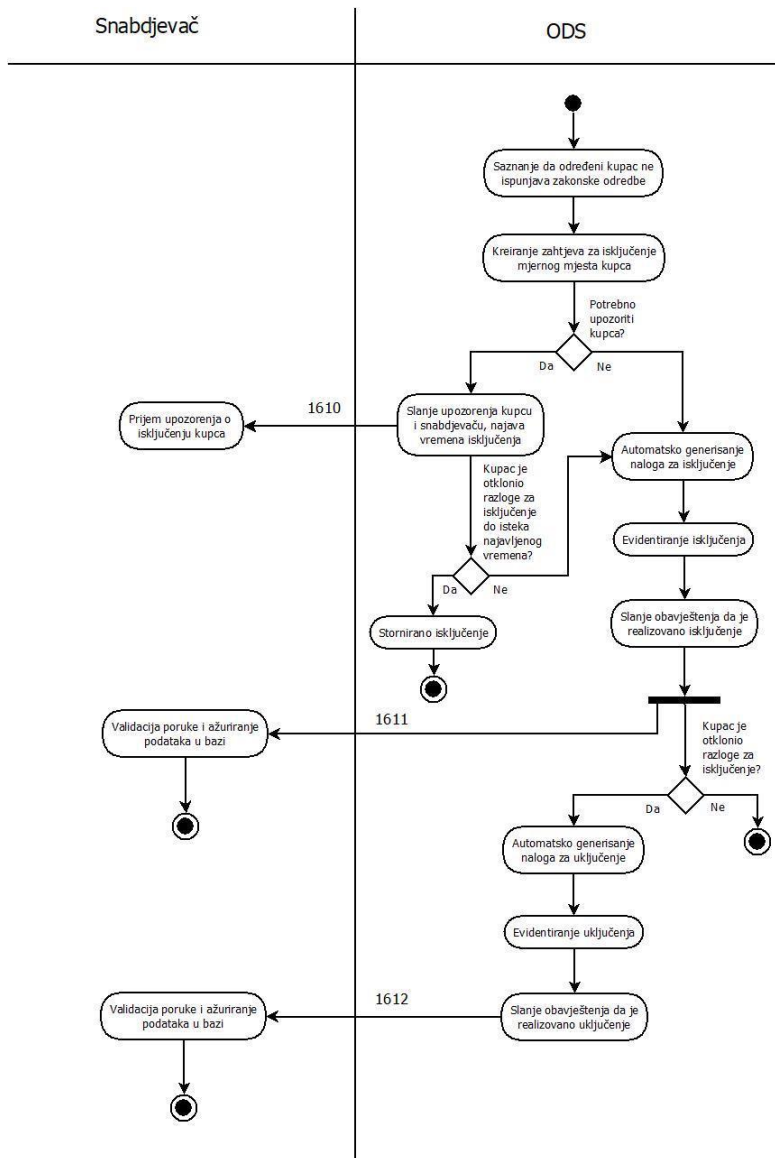 Snabdjevač
ODS
Saznanje da određeni kupac ne
ispunjava zakonske odredbe
Kreiranje zahtjeva za isključenje
mjernog mjesta kupca
Potrebno
upozoriti
kupca?
Da
Ne
1610
Prijem upozorenja o
isključenju kupca
Slanje upozorenja kupcu
i snabdjevaču, najava
vremena isključenja
Automatsko generisanje
naloga za isključenje
Kupac je
otklonio
razloge za
isključenje
do isteka
najavljenog
vremena?
Evidentiranje isključenja
Da
Ne
Stornirano isključenje
Slanje obavještenja da je
realizovano isključenje
1611
Validacija poruke i ažuriranje
podataka u bazi
Kupac je
otklonio
razloge za
isključenje?
Da
Ne
Automatsko generisanje
naloga za uključenje
Evidentiranje uključenja
1612
Validacija poruke i ažuriranje
podataka u bazi
Slanje obavještenja da je
realizovano uključenje